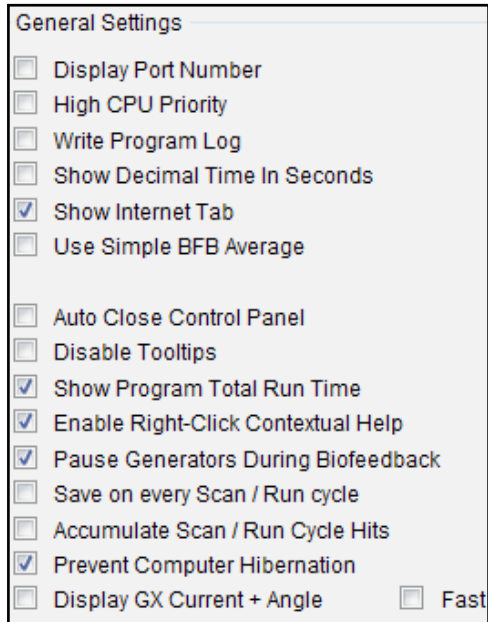 General Settings
Display Port Number
High CPU Priority
Write Program Log
Show Decimal Time In Seconds
Show Internet Tab
Use Simple BFB Average
Auto Close Control Panel
Disable Tooltips
Show Program Total Run Time
Enable Right-Click Contextual Help
Pause Generators During Biofeedback
Save on every Scan / Run cycle
Accumulate Scan / Run Cycle Hits
Prevent Computer Hibernation
Display GX Current + Angle Fast